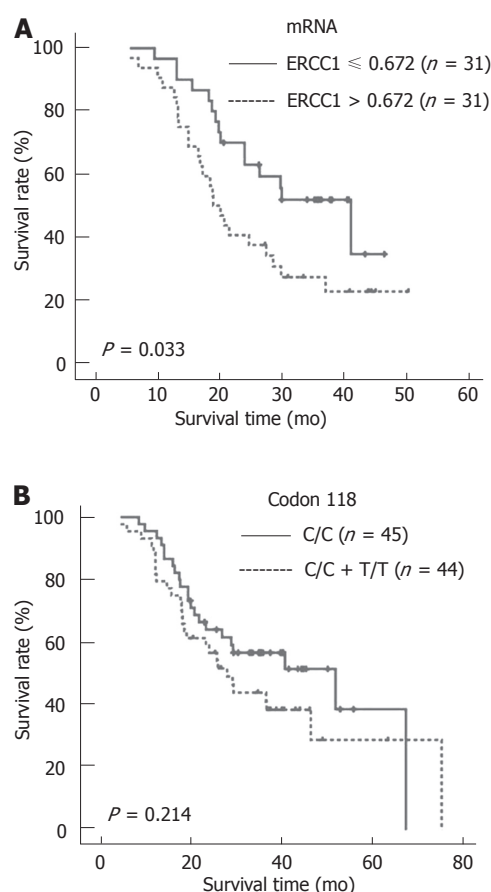 A
mRNA
ERCC1 ⩽ 0.672 (n = 31)
ERCC1 > 0.672 (n = 31)
Survival rate (%)
100
80
60
40
20
0
P = 0.033
0 10 20 30 40 50 60
Survival time (mo)
B
Codon 118
C/C (n = 45)
C/C + T/T (n = 44)
Survival rate (%)
100
80
60
40
20
0
P = 0.214
0 20 40 60 80
Survival time (mo)